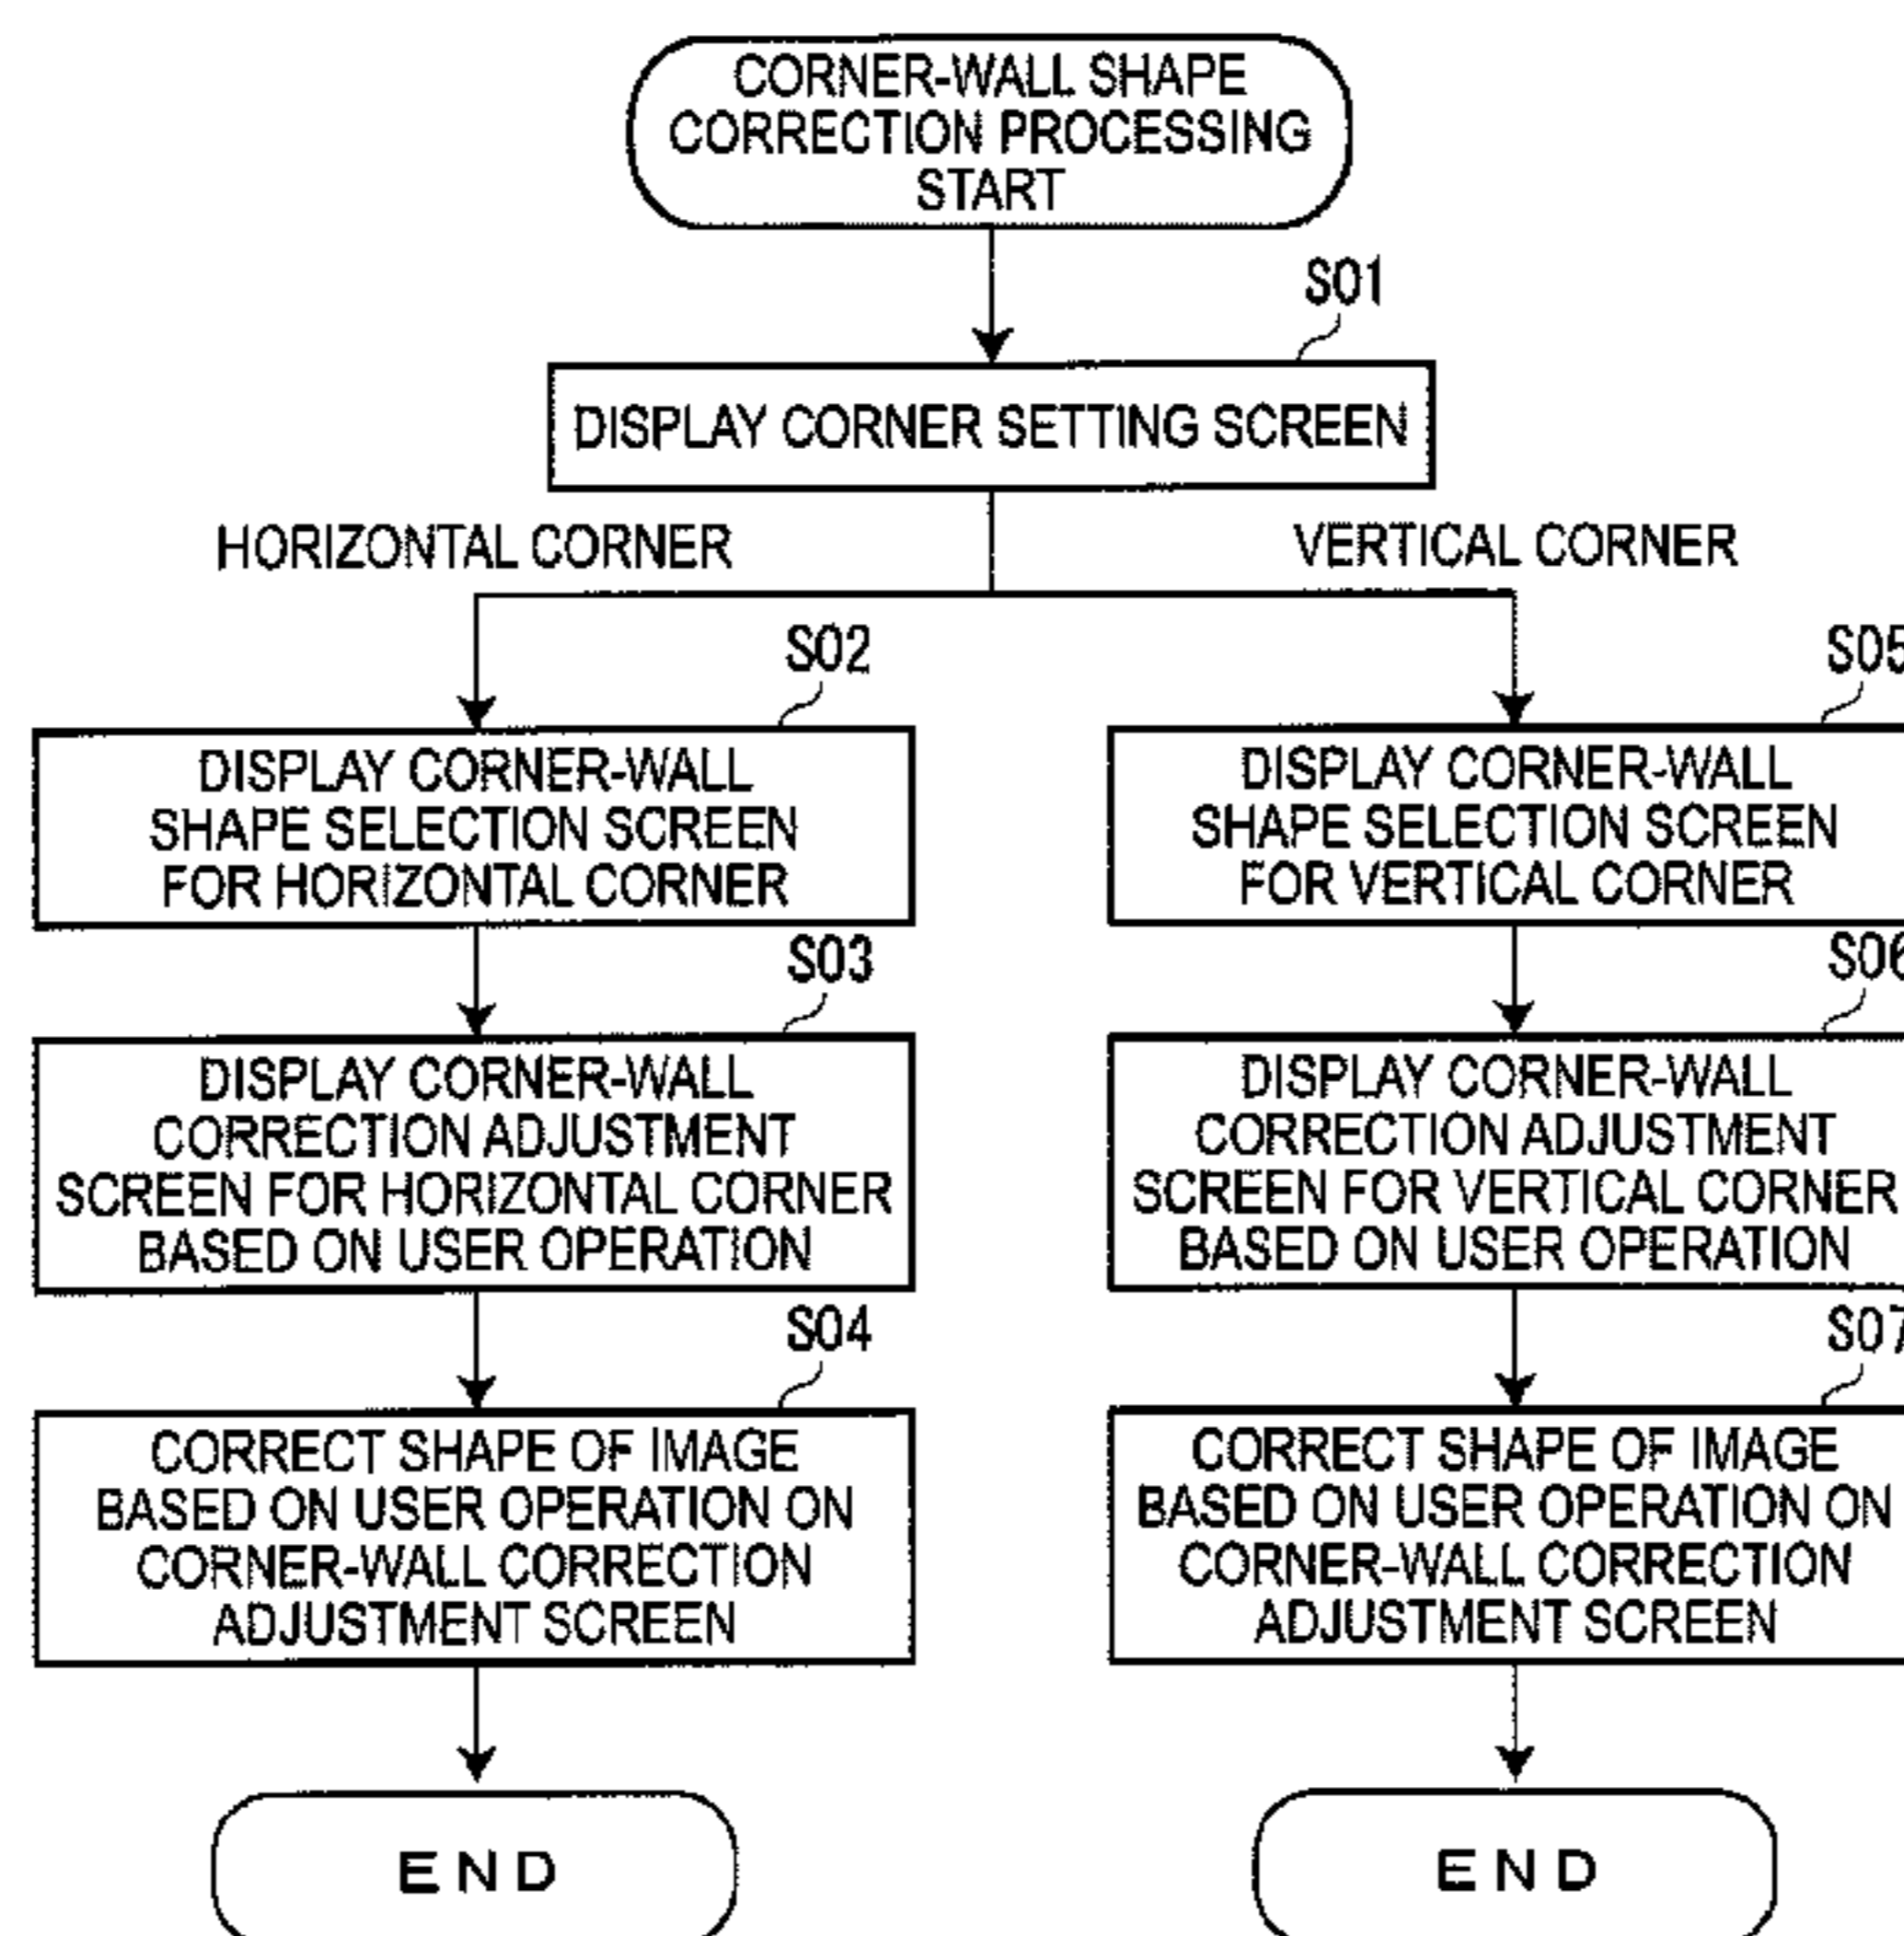 CORNER-WALL SHAPE
CORRECTION PROCESSING
START
S01
DISPLAY CORNER SETTING SCREEN
HORIZONTAL CORNER
VERTICAL CORNER
S02
DISPLAY CORNER-WALL
SHAPE SELECTION SCREEN
FOR HORIZONTAL CORNER
S03
DISPLAY CORNER-WALL
CORRECTION ADJUSTMENT
SCREEN FOR HORIZONTAL CORNER
BASED ON USER OPERATION
S04
CORRECT SHAPE OF IMAGE
BASED ON USER OPERATION ON
CORNER-WALL CORRECTION
ADJUSTMENT SCREEN
END
S05
DISPLAY CORNER-WALL
SHAPE SELECTION SCREEN
FOR VERTICAL CORNER
S06
DISPLAY CORNER-WALL
CORRECTION ADJUSTMENT
SCREEN FOR VERTICAL CORNER
BASED ON USER OPERATION
S07
CORRECT SHAPE OF IMAGE
BASED ON USER OPERATION ON
CORNER-WALL CORRECTION
ADJUSTMENT SCREEN
END